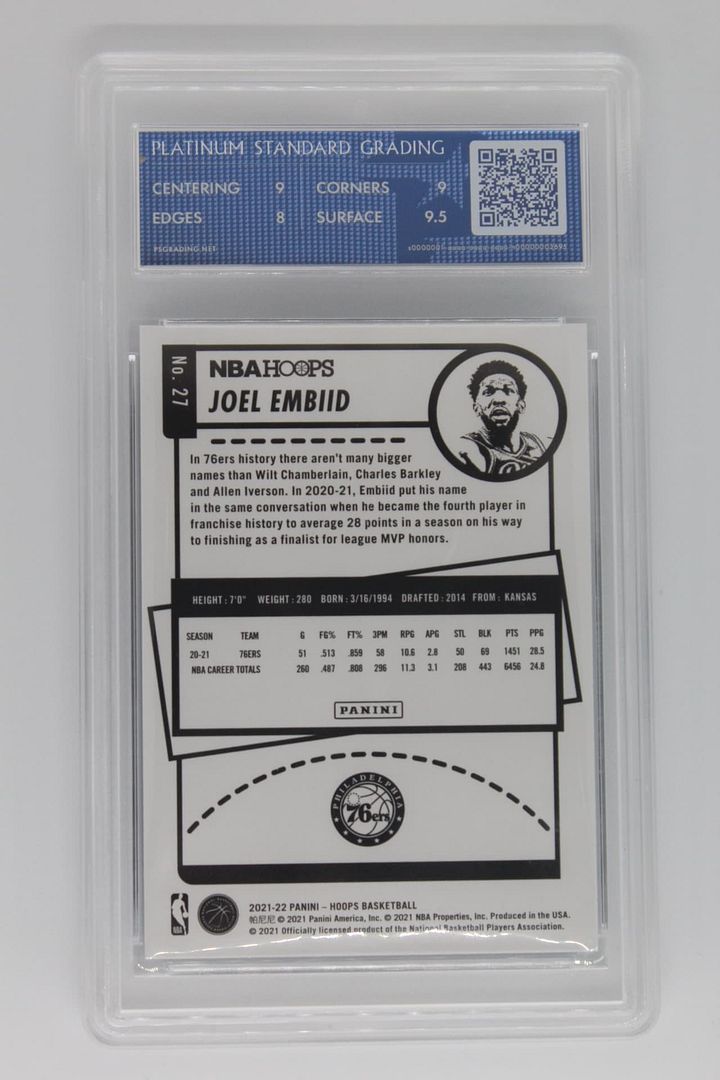 PLATINUM STANDARD GRADING
CENTERING 9 CORNERS 9
EDGES 8 SURFACE 9.5
PSGRADING.NET
No. 27
NBA HOOPS
JOEL EMBIID
In 76ers history there aren't many bigger
names than Wilt Chamberlain, Charles Barkley
and Allen Iverson. In 2020-21, Embiid put his name
in the same conversation when he became the fourth player in
franchise history to average 28 points in a season on his way
to finishing as a finalist for league MVP honors.
HEIGHT: 7'0" WEIGHT: 280 BORN: 3/16/1994 DRAFTED: 2014 FROM: KANSAS
SEASON TEAM G FG% FT% 3PM RPG APG STL BLK PTS PPG
20-21 76ERS 51 .513 .859 58 10.6 2.8 50 69 1451 28.5
NBA CAREER TOTALS 260 .487 .808 296 11.3 3.1 208 443 6456 24.8
PANINI
PHILADELPHIA
76ers
NBA
2021-22 PANINI – HOOPS BASKETBALL
帕尼尼 © 2021 Panini America, Inc. © 2021 NBA Properties, Inc. Produced in the USA.
© 2021 Officially licensed product of the National Basketball Players Association.